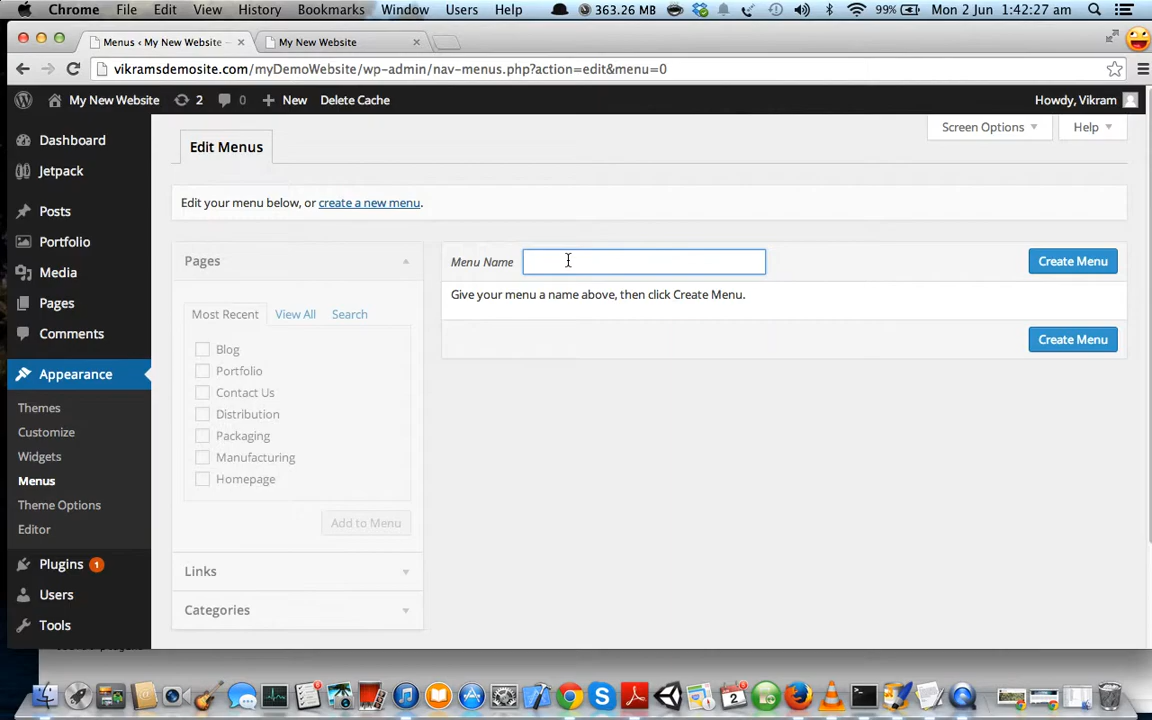 Chrome File Edit View History Bookmarks Window Users Help 363.26 MB 99% Mon 2 Jun 1:42:27 am
Menus ‹ My New Website - My New Website
vikramsdemosite.com/myDemoWebsite/wp-admin/nav-menus.php?action=edit&menu=0
My New Website 2 0 New Delete Cache Howdy, Vikram
Screen Options Help
Edit Menus
Edit your menu below, or create a new menu.
Dashboard
Jetpack
Posts
Portfolio
Media
Pages
Comments
Appearance
Themes
Customize
Widgets
Menus
Theme Options
Editor
Plugins 1
Users
Tools
Pages
Most Recent View All Search
Blog
Portfolio
Contact Us
Distribution
Packaging
Manufacturing
Homepage
Add to Menu
Links
Categories
Menu Name Create Menu
Give your menu a name above, then click Create Menu.
Create Menu